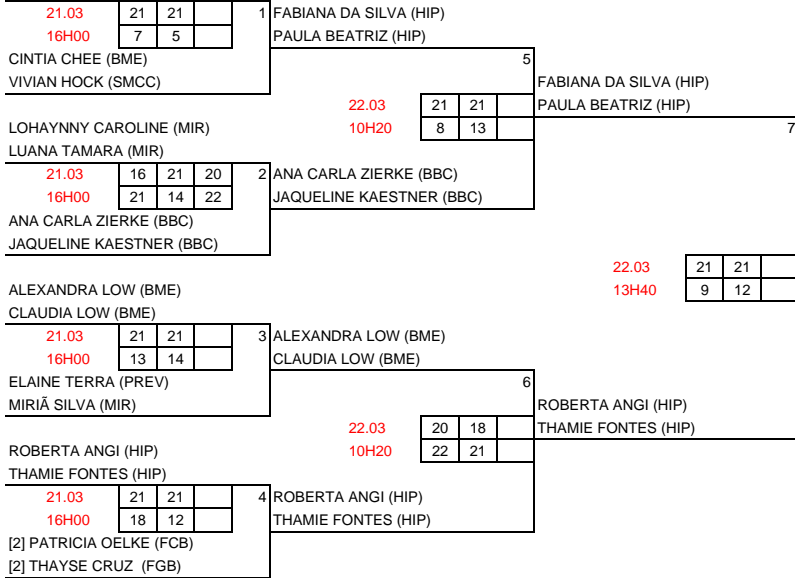 21.03 21 21 1 FABIANA DA SILVA (HIP)
16H00 7 5 PAULA BEATRIZ (HIP)
CINTIA CHEE (BME) 5
VIVIAN HOCK (SMCC) FABIANA DA SILVA (HIP)
22.03 21 21 PAULA BEATRIZ (HIP)
LOHAYNNY CAROLINE (MIR) 10H20 8 13 7
LUANA TAMARA (MIR)
21.03 16 21 20 2 ANA CARLA ZIERKE (BBC)
16H00 21 14 22 JAQUELINE KAESTNER (BBC)
ANA CARLA ZIERKE (BBC)
JAQUELINE KAESTNER (BBC)
22.03 21 21
ALEXANDRA LOW (BME) 13H40 9 12
CLAUDIA LOW (BME)
21.03 21 21 3 ALEXANDRA LOW (BME)
16H00 13 14 CLAUDIA LOW (BME)
ELAINE TERRA (PREV) 6
MIRIÃ SILVA (MIR) ROBERTA ANGI (HIP)
22.03 20 18 THAMIE FONTES (HIP)
ROBERTA ANGI (HIP) 10H20 22 21
THAMIE FONTES (HIP)
21.03 21 21 4 ROBERTA ANGI (HIP)
16H00 18 12 THAMIE FONTES (HIP)
[2] PATRICIA OELKE (FCB)
[2] THAYSE CRUZ (FGB)